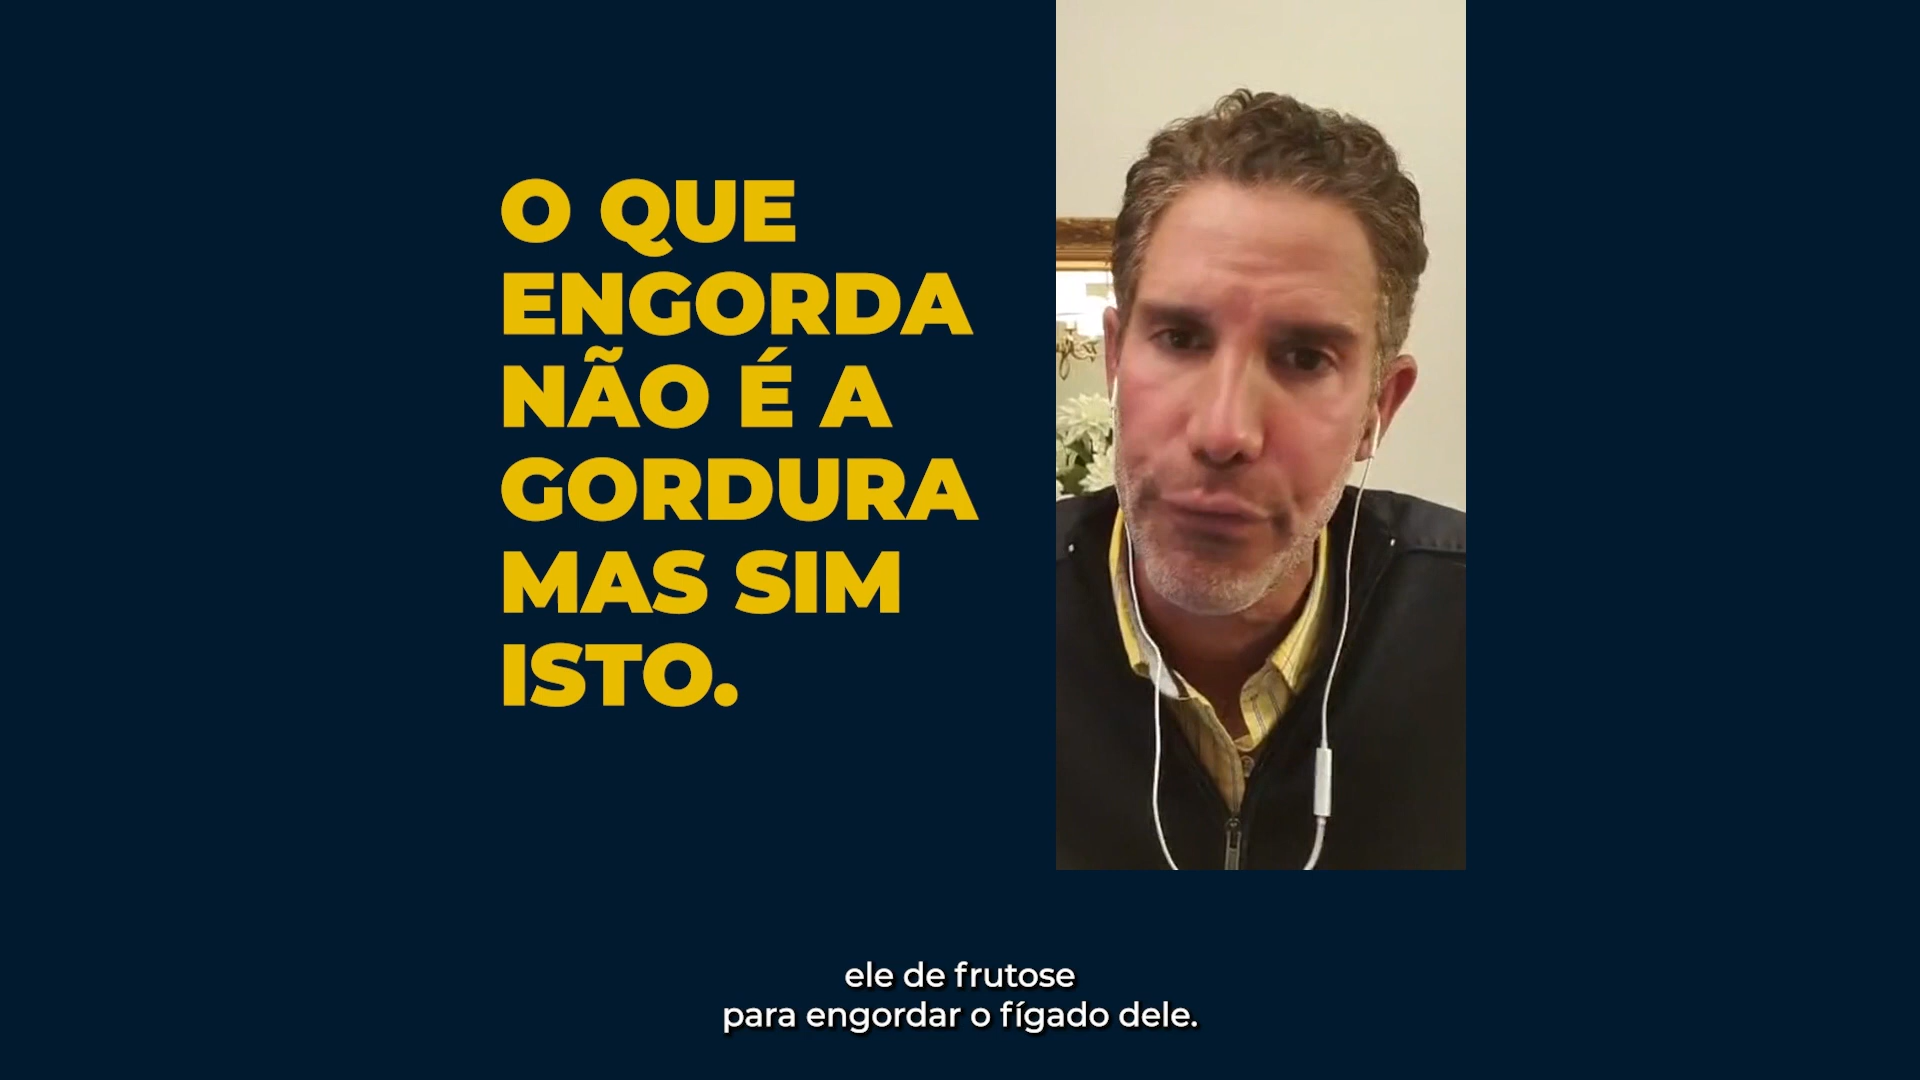 O QUE
ENGORDA
NÃO É A
GORDURA
MAS SIM
ISTO.
ele de frutose
para engordar o fígado dele.